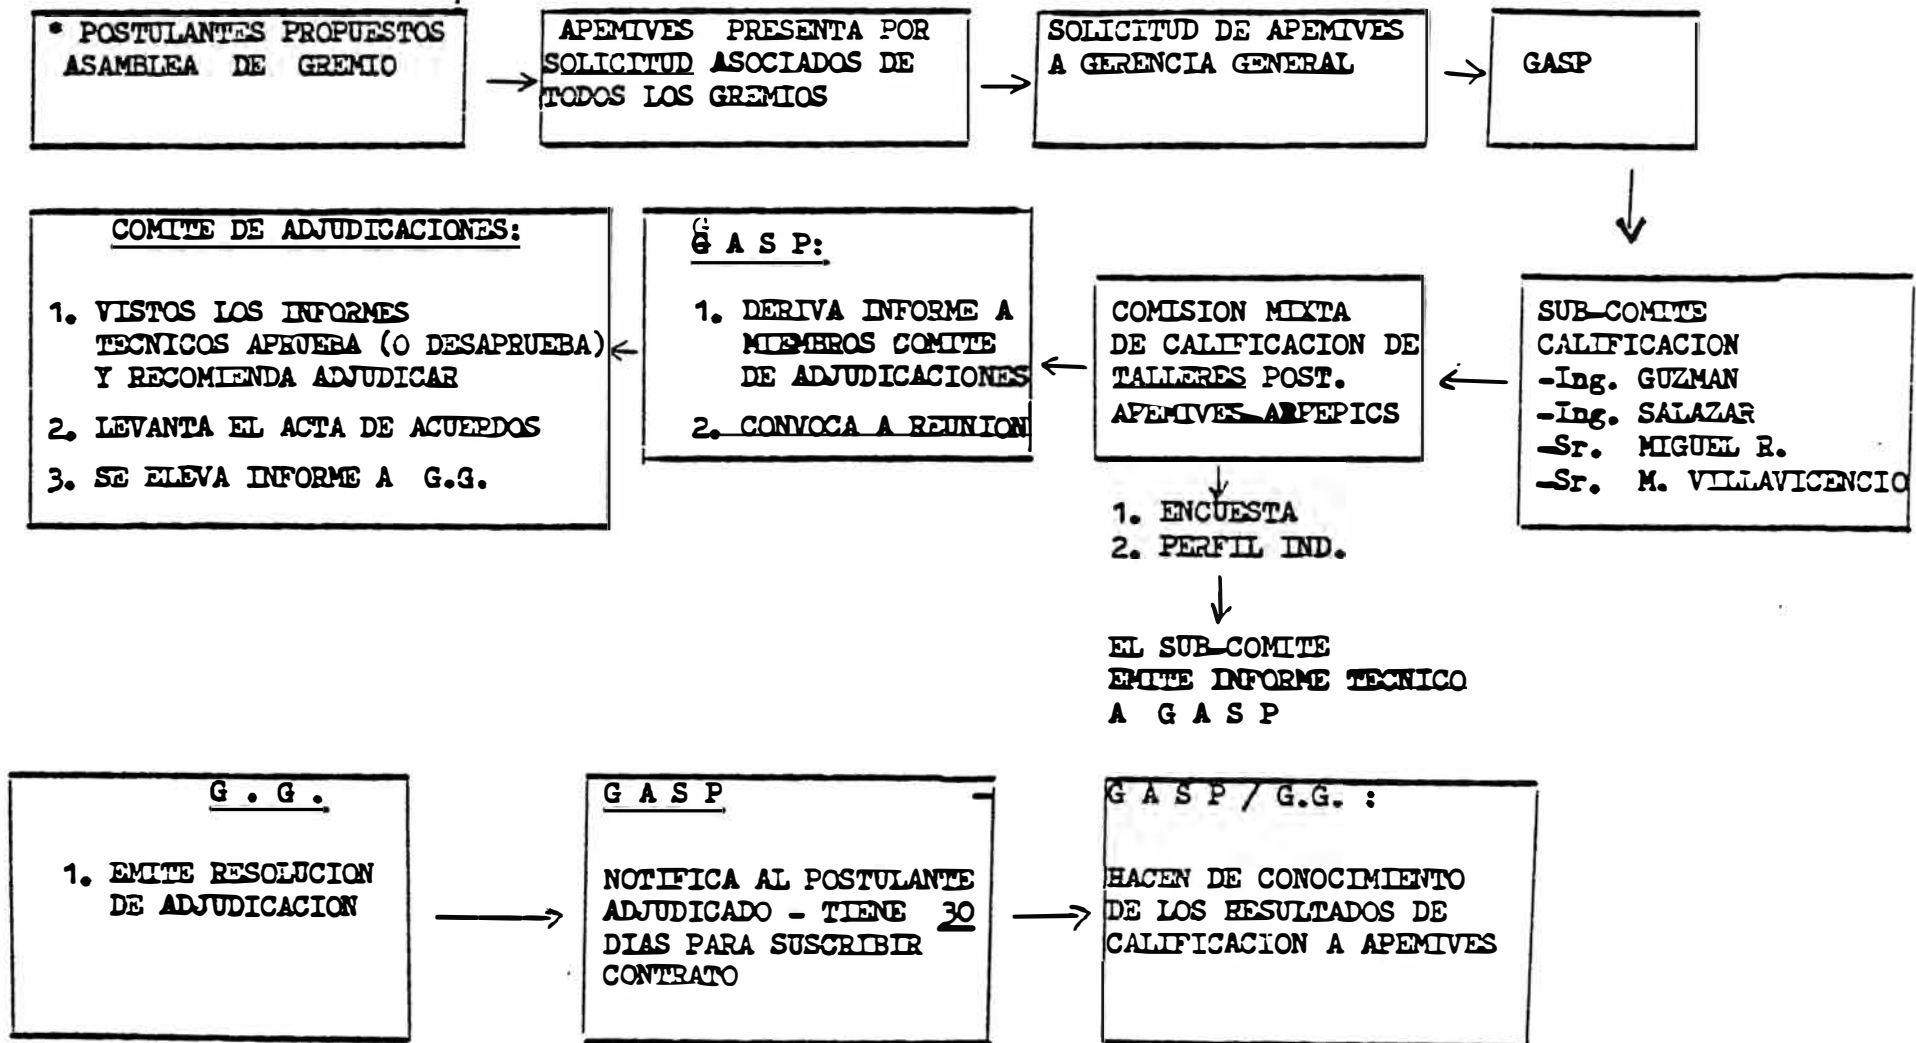 • POSTULANTES PROPUESTOS
ASAMBLEA DE GREMIO
APEMIVES PRESENTA POR
SOLICITUD ASOCIADOS DE
TODOS LOS GREMIOS
SOLICITUD DE APEMIVES
A GERENCIA GENERAL
GASP
SUB-COMITE
CALIFICACION
-Ing. GUZMAN
-Ing. SALAZAR
-Sr. MIGUEL R.
-Sr. M. VILLAVICENCIO
COMISION MIXTA
DE CALIFICACION DE
TALLERES POST.
APEMIVES-ARPEPICS
1. ENCUESTA
2. PERFIL IND.
EL SUB-COMITE
EMITE INFORME TECNICO
A G A S P
G A S P:
1. DERIVA INFORME A
MIEMBROS COMITE
DE ADJUDICACIONES
2. CONVOCA A REUNION
COMITE DE ADJUDICACIONES:
1. VISTOS LOS INFORMES
TECNICOS APRUEBA (O DESAPRUEBA)
Y RECOMIENDA ADJUDICAR
2. LEVANTA EL ACTA DE ACUERDOS
3. SE ELEVA INFORME A G.G.
G . G .
1. EMITE RESOLUCION
DE ADJUDICACION
G A S P
NOTIFICA AL POSTULANTE
ADJUDICADO - TIENE 30
DIAS PARA SUSCRIBIR
CONTRATO
G A S P / G.G. :
HACEN DE CONOCIMIENTO
DE LOS RESULTADOS DE
CALIFICACION A APEMIVES